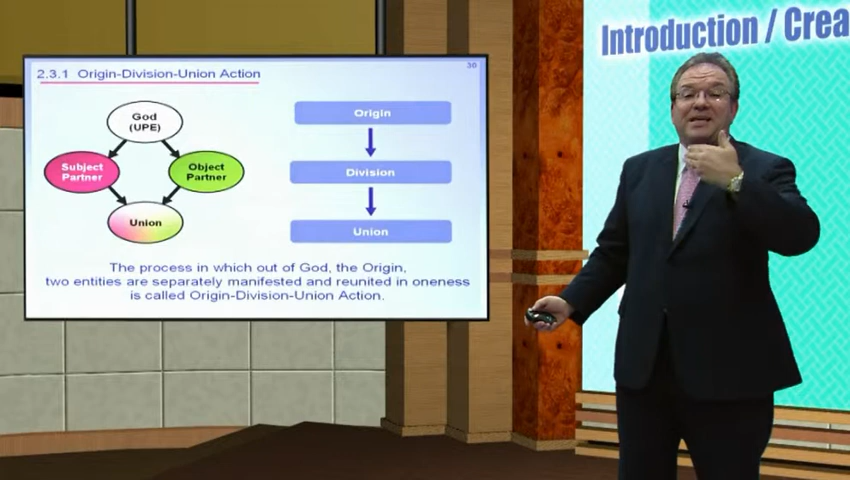 30
2.3.1 Origin-Division-Union Action
God
(UPE)
Subject
Partner
Object
Partner
Union
Origin
Division
Union
The process in which out of God, the Origin,
two entities are separately manifested and reunited in oneness
is called Origin-Division-Union Action.
Introduction / Crea